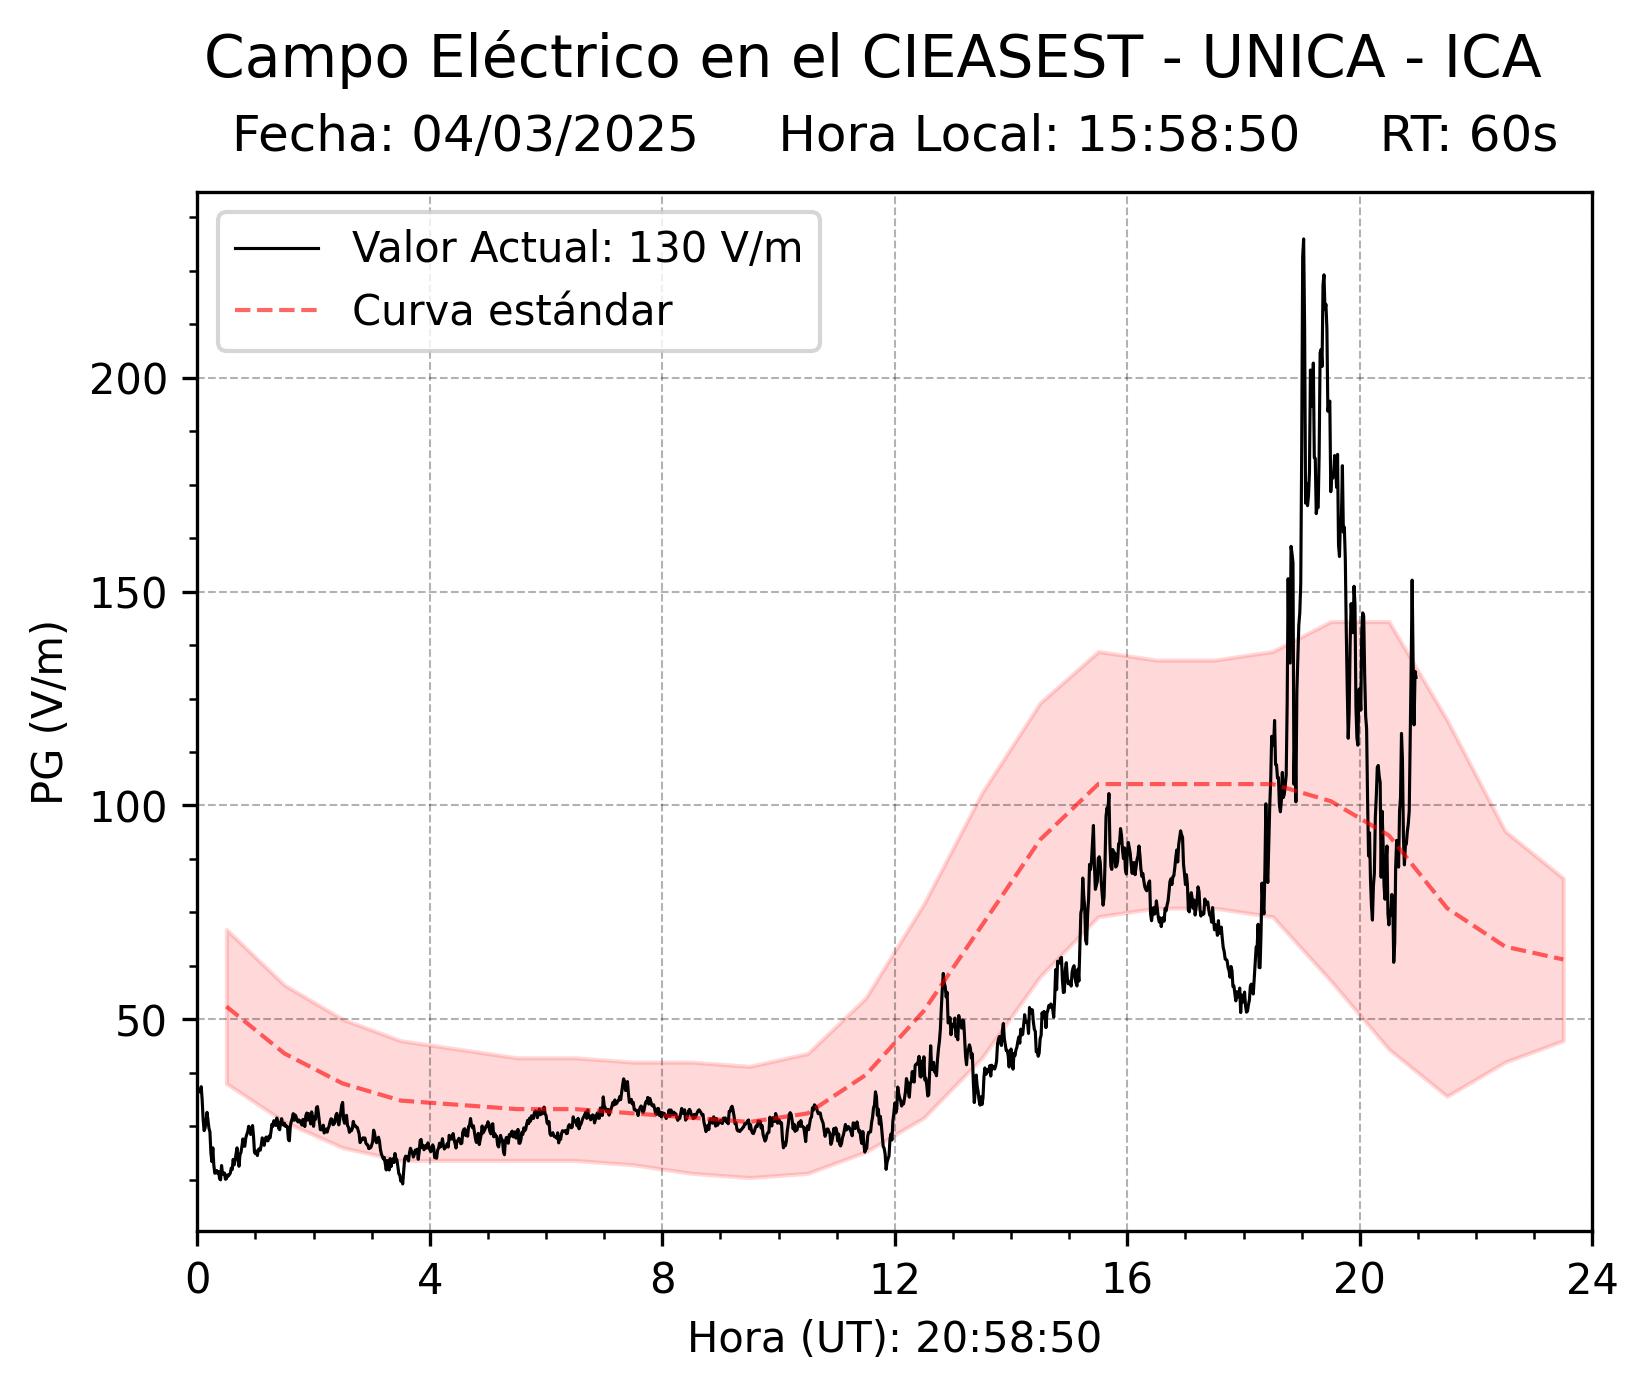 Campo Eléctrico en el CIEASEST - UNICA - ICA
Fecha: 04/03/2025 Hora Local: 15:58:50 RT: 60s
Valor Actual: 130 V/m
Curva estándar
PG (V/m)
200
150
100
50
0 4 8 12 16 20 24
Hora (UT): 20:58:50